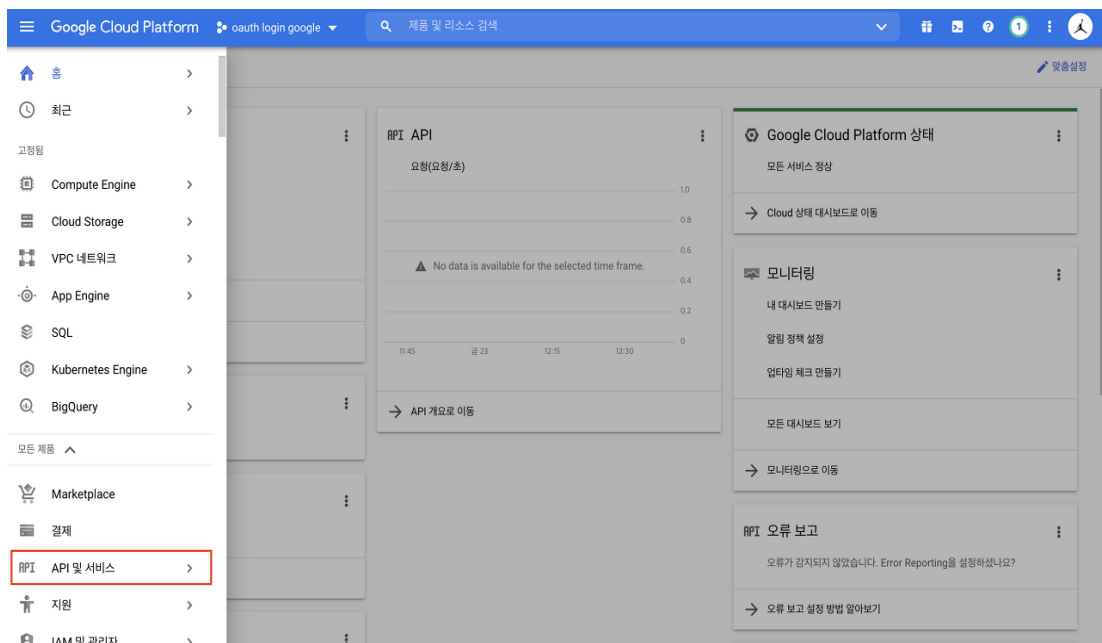 Google Cloud Platform
oauth login google
제품 및 리소스 검색
1
홈
최근
고정됨
Compute Engine
Cloud Storage
VPC 네트워크
App Engine
SQL
Kubernetes Engine
BigQuery
모든 제품
Marketplace
결제
API API 및 서비스
지원
IAM 및 관리자
맞춤설정
API API
요청(요청/초)
1.0
0.8
0.6
No data is available for the selected time frame.
0.4
0.2
0
11:45 금 23 12:15 12:30
API 개요로 이동
Google Cloud Platform 상태
모든 서비스 정상
Cloud 상태 대시보드로 이동
모니터링
내 대시보드 만들기
알림 정책 설정
업타임 체크 만들기
모든 대시보드 보기
모니터링으로 이동
API 오류 보고
오류가 감지되지 않았습니다. Error Reporting을 설정하셨나요?
오류 보고 설정 방법 알아보기